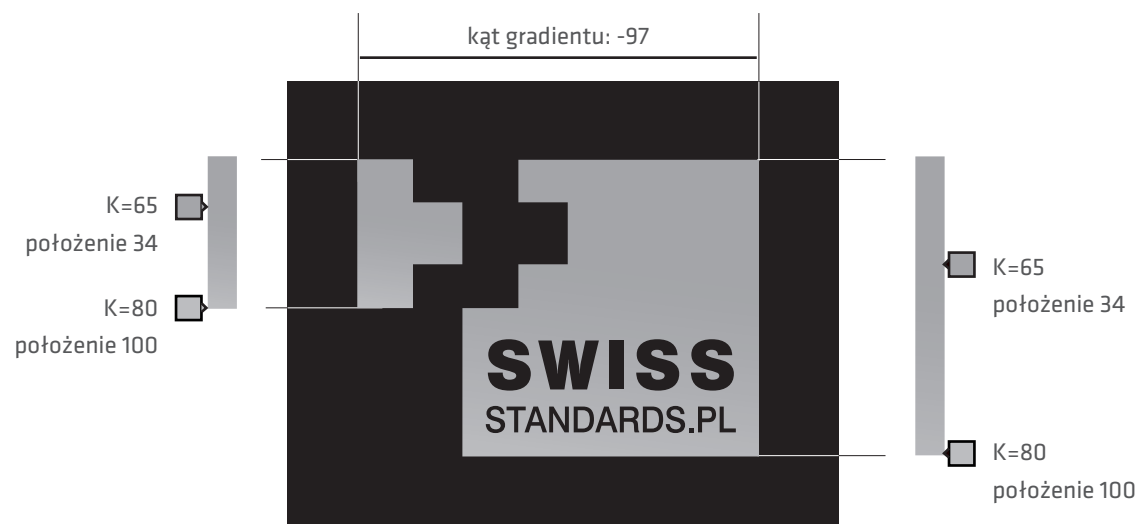 kąt gradientu: -97
K=65
położenie 34
K=80
położenie 100
SWISS
STANDARDS.PL
K=65
położenie 34
K=80
położenie 100